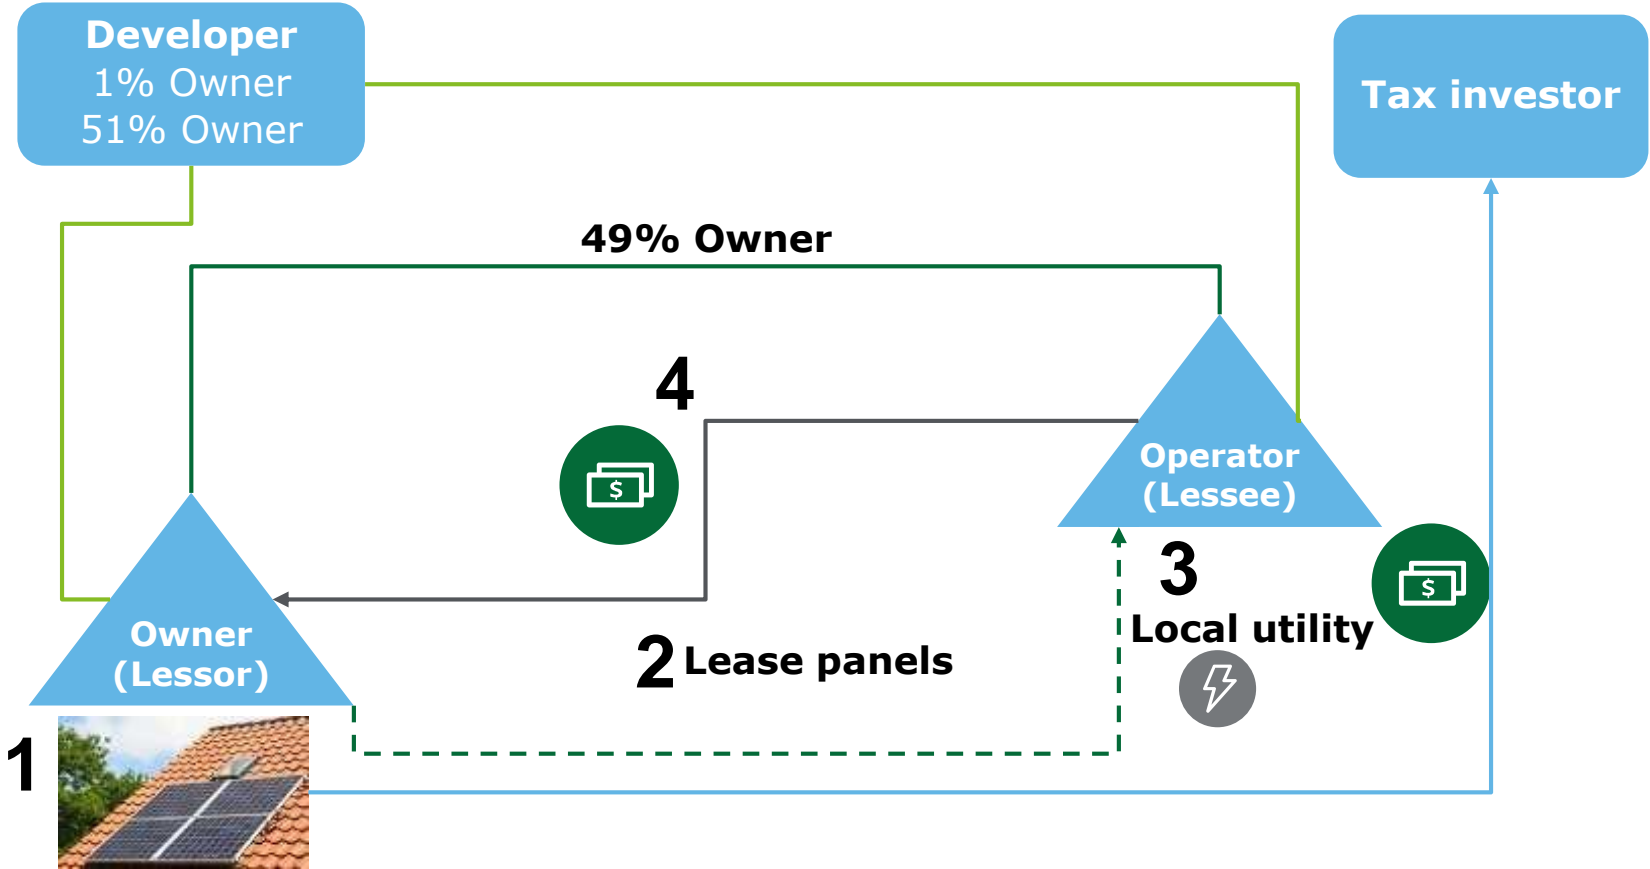 Developer
1% Owner
51% Owner
Tax investor
49% Owner
4
$
Operator
(Lessee)
3
$
Local utility
Owner
(Lessor)
2 Lease panels
1